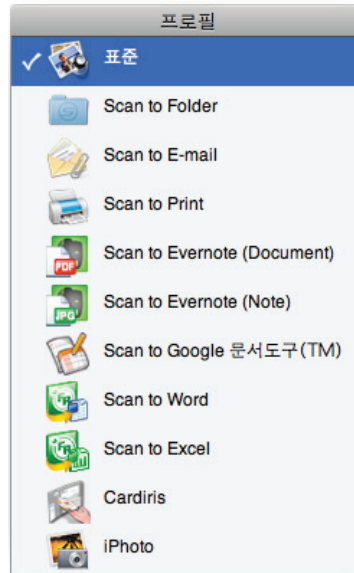 프로필
표준
Scan to Folder
Scan to E-mail
Scan to Print
Scan to Evernote (Document)
PDF
Scan to Evernote (Note)
JPG
Scan to Google 문서도구(TM)
Scan to Word
Scan to Excel
Cardiris
iPhoto